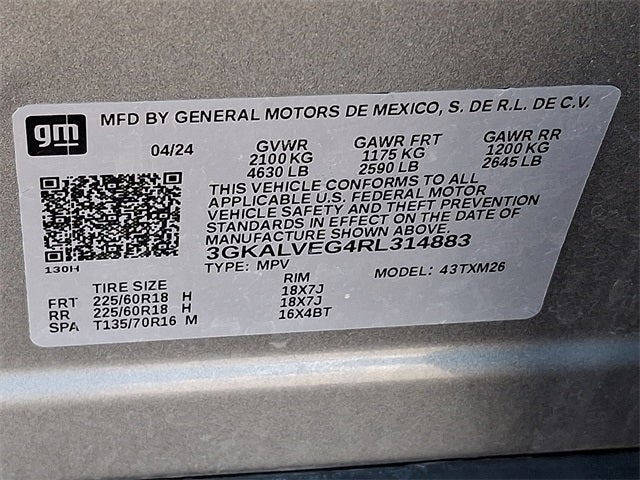 gm
MFD BY GENERAL MOTORS DE MEXICO, S. DE R.L. DE C.V.
04/24 GVWR GAWR FRT GAWR RR
2100 KG 1175 KG 1200 KG
4630 LB 2590 LB 2645 LB
THIS VEHICLE CONFORMS TO ALL
APPLICABLE U.S. FEDERAL MOTOR
VEHICLE SAFETY AND THEFT PREVENTION
STANDARDS IN EFFECT ON THE DATE OF
MANUFACTURE SHOWN ABOVE.
3GKALVEG4RL314883
130H
TYPE: MPV MODEL: 43TXM26
TIRE SIZE RIM
FRT 225/60R18 H 18X7J
RR 225/60R18 H 18X7J
SPA T135/70R16 M 16X4BT